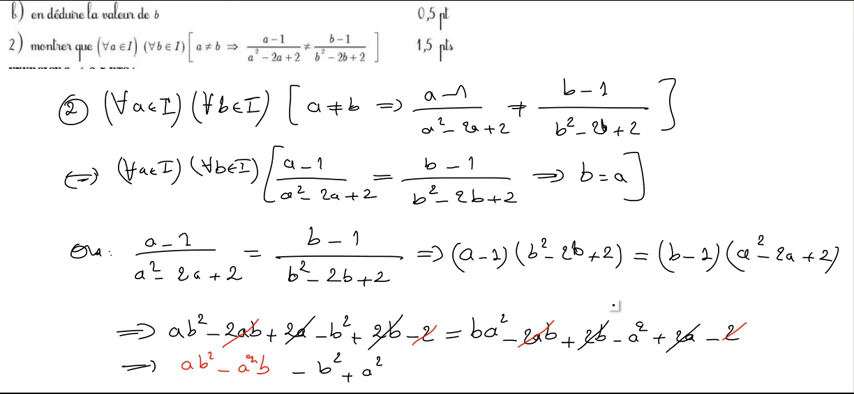 b) en déduire la valeur de b 0,5 pt
2) montrer que (∀a ∈ I) (∀b ∈ I) [ a ≠ b ⇒ (a − 1)/(a² − 2a + 2) ≠ (b − 1)/(b² − 2b + 2) ] 1,5 pts
② (∀a∈I) (∀b∈I) [ a ≠ b ⇒ (a − 1)/(a² − 2a + 2) ≠ (b − 1)/(b² − 2b + 2) ]
⇔ (∀a∈I) (∀b∈I) [ (a − 1)/(a² − 2a + 2) = (b − 1)/(b² − 2b + 2) ⇒ b = a ]
Ona: (a − 1)/(a² − 2a + 2) = (b − 1)/(b² − 2b + 2) ⇒ (a − 1)(b² − 2b + 2) = (b − 1)(a² − 2a + 2)
⇒ ab² − 2ab + 2a − b² + 2b − 2 = ba² − 2ab + 2b − a² + 2a − 2
⇒ ab² − a²b − b² + a²